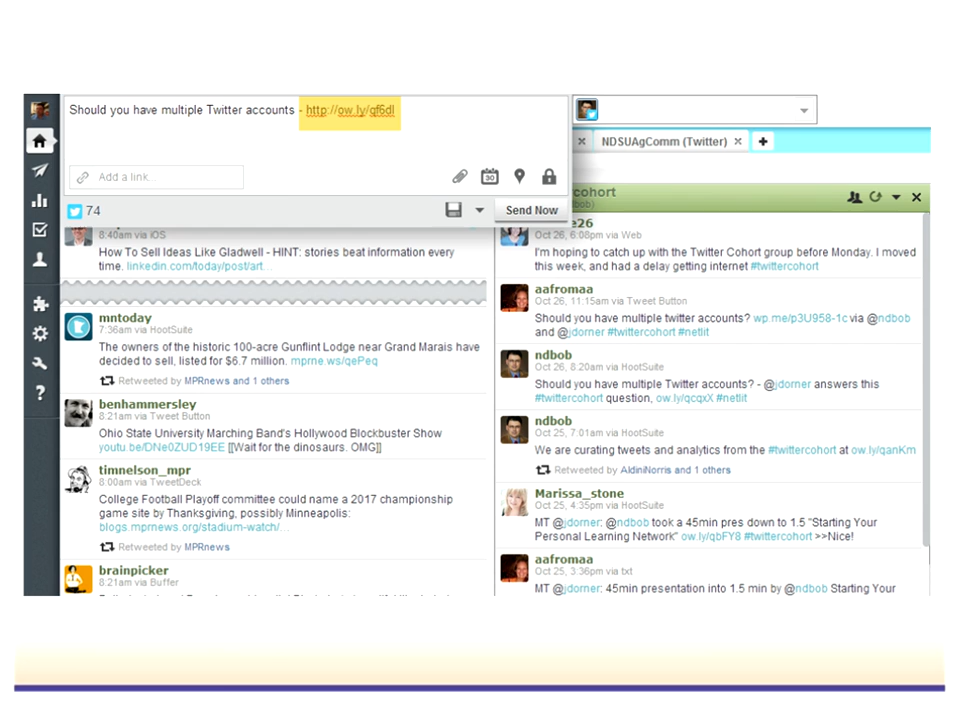 Should you have multiple Twitter accounts - http://ow.ly/qf6dl
Add a link...
30
74
Send Now
NDSUAgComm (Twitter)
8:40am via iOS
How To Sell Ideas Like Gladwell - HINT: stories beat information every
time. linkedin.com/today/post/art...
mntoday
7:36am via HootSuite
The owners of the historic 100-acre Gunflint Lodge near Grand Marais have
decided to sell, listed for $6.7 million. mprne.ws/qePeq
Retweeted by MPRnews and 1 others
benhammersley
8:21am via Tweet Button
Ohio State University Marching Band's Hollywood Blockbuster Show
youtu.be/DNe0ZUD19EE [[Wait for the dinosaurs. OMG]]
timnelson_mpr
8:00am via TweetDeck
College Football Playoff committee could name a 2017 championship
game site by Thanksgiving, possibly Minneapolis:
blogs.mprnews.org/stadium-watch/...
Retweeted by MPRnews
brainpicker
8:21am via Buffer
cohort
bob)
e26
Oct 26, 6:08pm via Web
I'm hoping to catch up with the Twitter Cohort group before Monday. I moved
this week, and had a delay getting internet #twittercohort
aafromaa
Oct 26, 11:15am via Tweet Button
Should you have multiple twitter accounts? wp.me/p3U958-1c via @ndbob
and @jdorner #twittercohort #netlit
ndbob
Oct 26, 8:20am via HootSuite
Should you have multiple Twitter accounts? - @jdorner answers this
#twittercohort question, ow.ly/qcqxX #netlit
ndbob
Oct 25, 7:01am via HootSuite
We are curating tweets and analytics from the #twittercohort at ow.ly/qanKm
Retweeted by AldiniNorris and 1 others
Marissa_stone
Oct 25, 4:35pm via HootSuite
MT @jdorner: @ndbob took a 45min pres down to 1.5 "Starting Your
Personal Learning Network" ow.ly/qbFY8 #twittercohort >>Nice!
aafromaa
Oct 25, 3:36pm via txt
MT @jdorner: 45min presentation into 1.5 min by @ndbob Starting Your